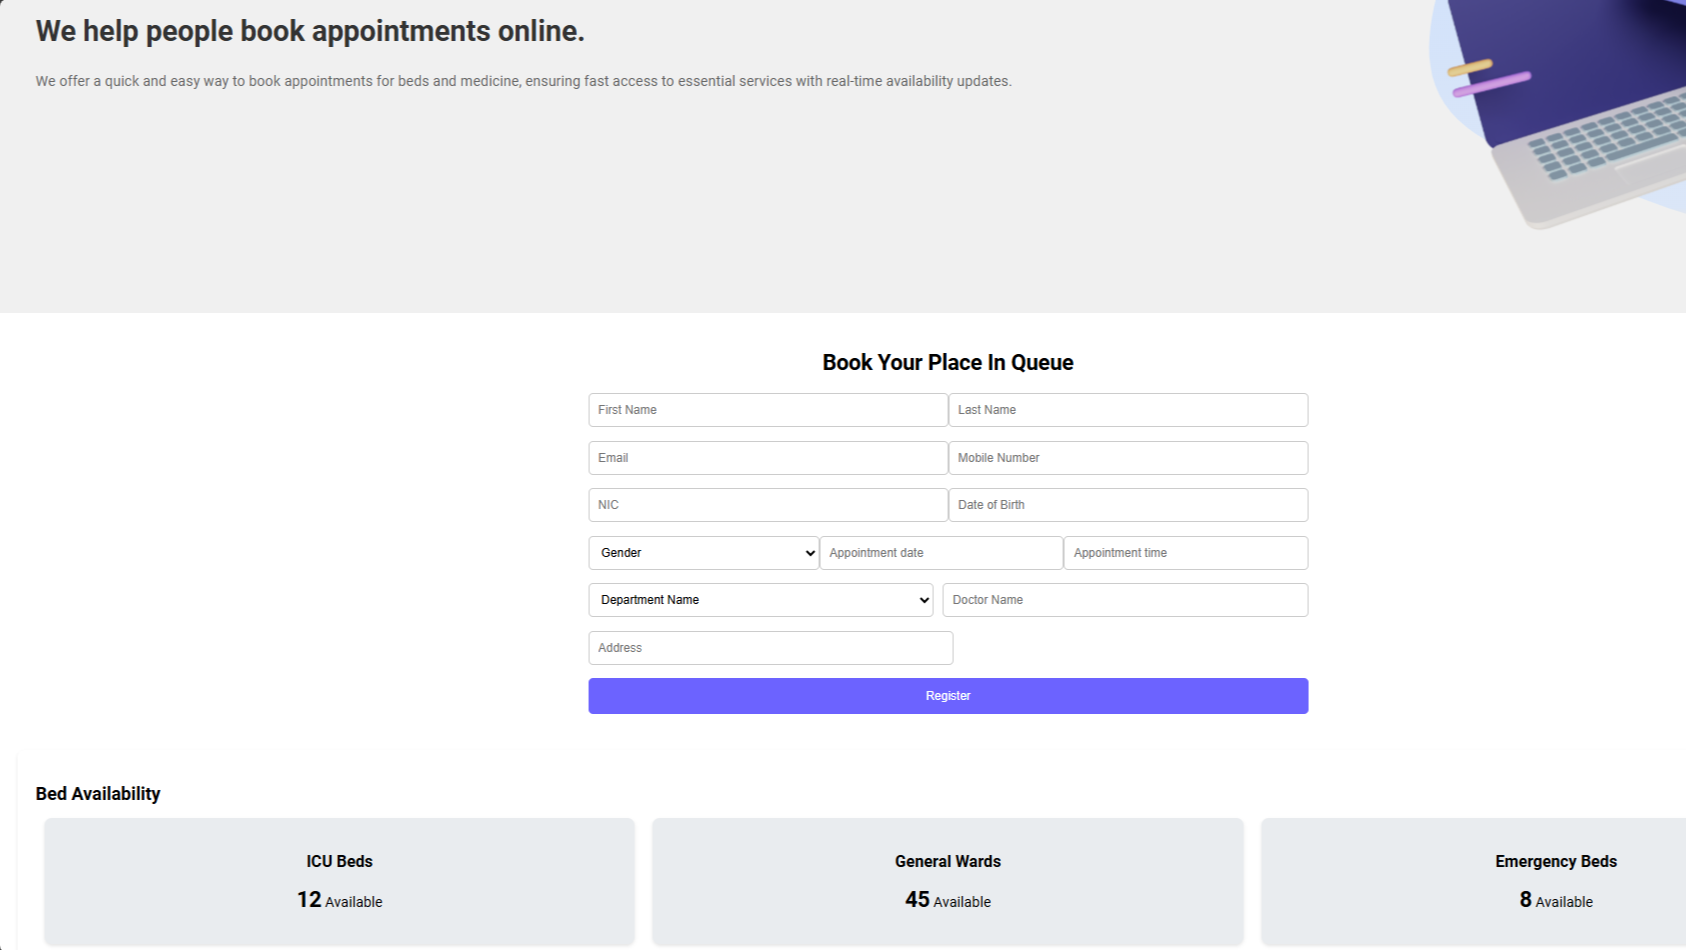 We help people book appointments online.
We offer a quick and easy way to book appointments for beds and medicine, ensuring fast access to essential services with real-time availability updates.
Book Your Place In Queue
First Name
Last Name
Email
Mobile Number
NIC
Date of Birth
Gender
Appointment date
Appointment time
Department Name
Doctor Name
Address
Register
Bed Availability
ICU Beds
12 Available
General Wards
45 Available
Emergency Beds
8 Available